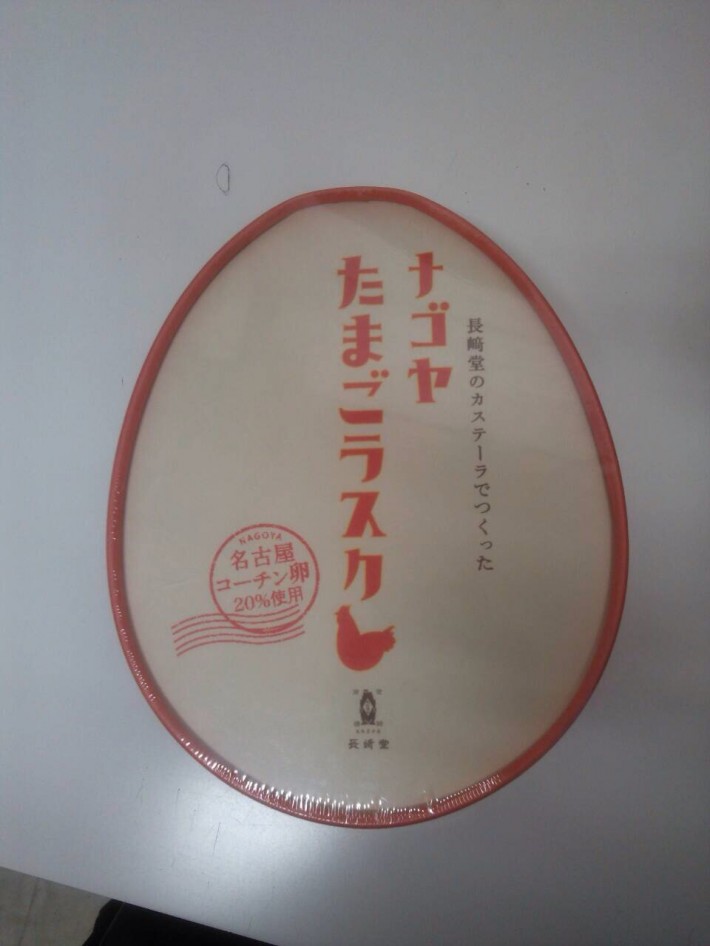 長﨑堂のカステーラでつくった
ナゴヤ
たまごラスク
NAGOYA
名古屋
コーチン卵
20%使用
長﨑堂